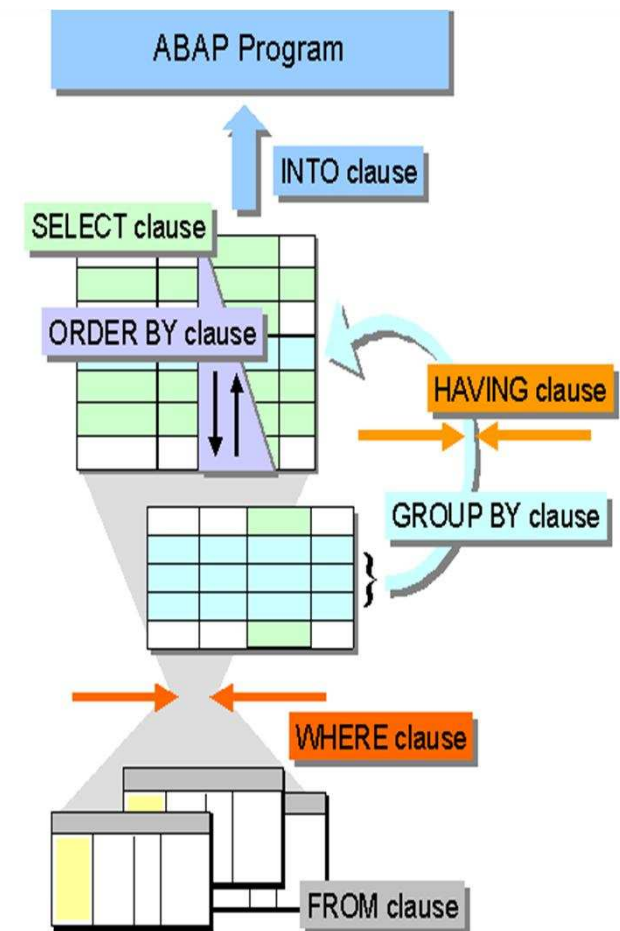 ABAP Program
INTO clause
SELECT clause
ORDER BY clause
HAVING clause
GROUP BY clause
WHERE clause
FROM clause